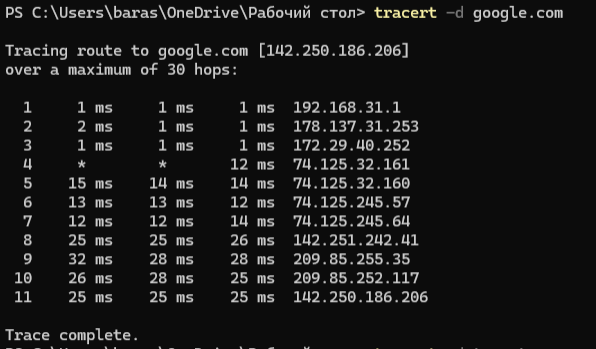 PS C:\Users\baras\OneDrive\Рабочий стол> tracert -d google.com
Tracing route to google.com [142.250.186.206]
over a maximum of 30 hops:
1 1 ms 1 ms 1 ms 192.168.31.1
2 2 ms 1 ms 1 ms 178.137.31.253
3 1 ms 1 ms 1 ms 172.29.40.252
4 * * 12 ms 74.125.32.161
5 15 ms 14 ms 14 ms 74.125.32.160
6 13 ms 13 ms 12 ms 74.125.245.57
7 12 ms 12 ms 14 ms 74.125.245.64
8 25 ms 25 ms 26 ms 142.251.242.41
9 32 ms 28 ms 28 ms 209.85.255.35
10 26 ms 28 ms 25 ms 209.85.252.117
11 25 ms 25 ms 25 ms 142.250.186.206
Trace complete.